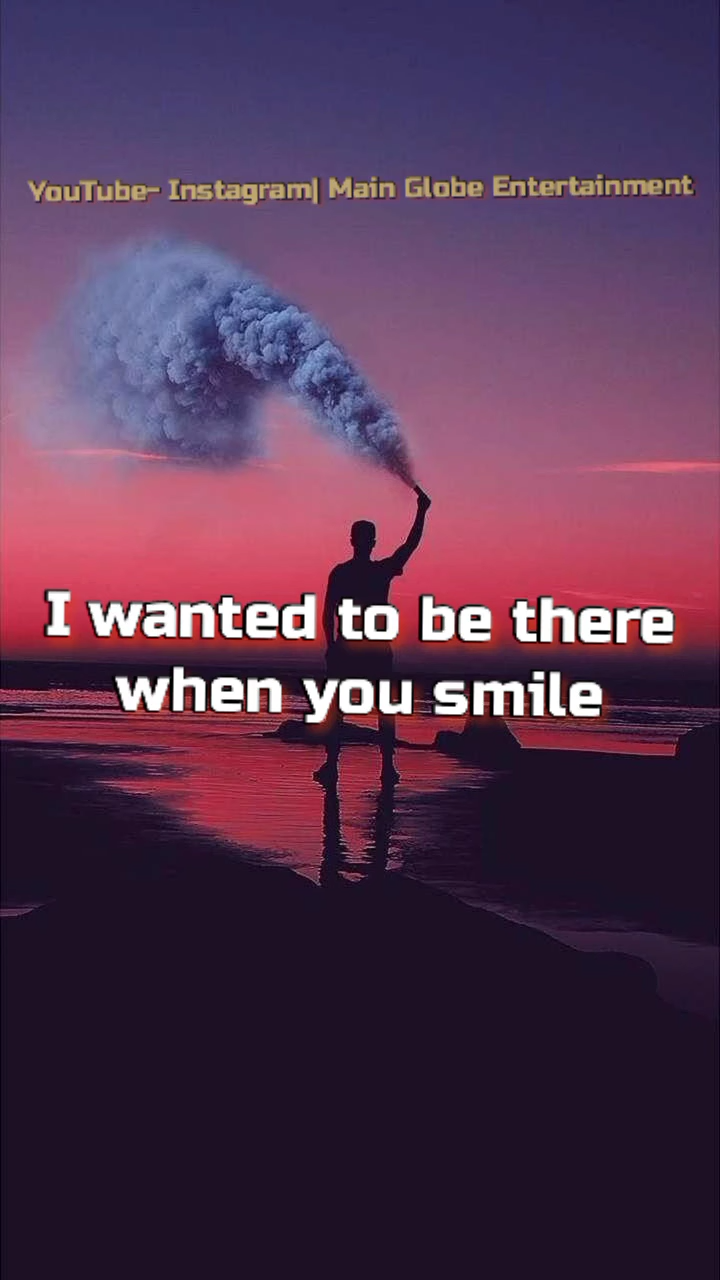 YouTube- Instagram| Main Globe Entertainment
I wanted to be there
when you smile